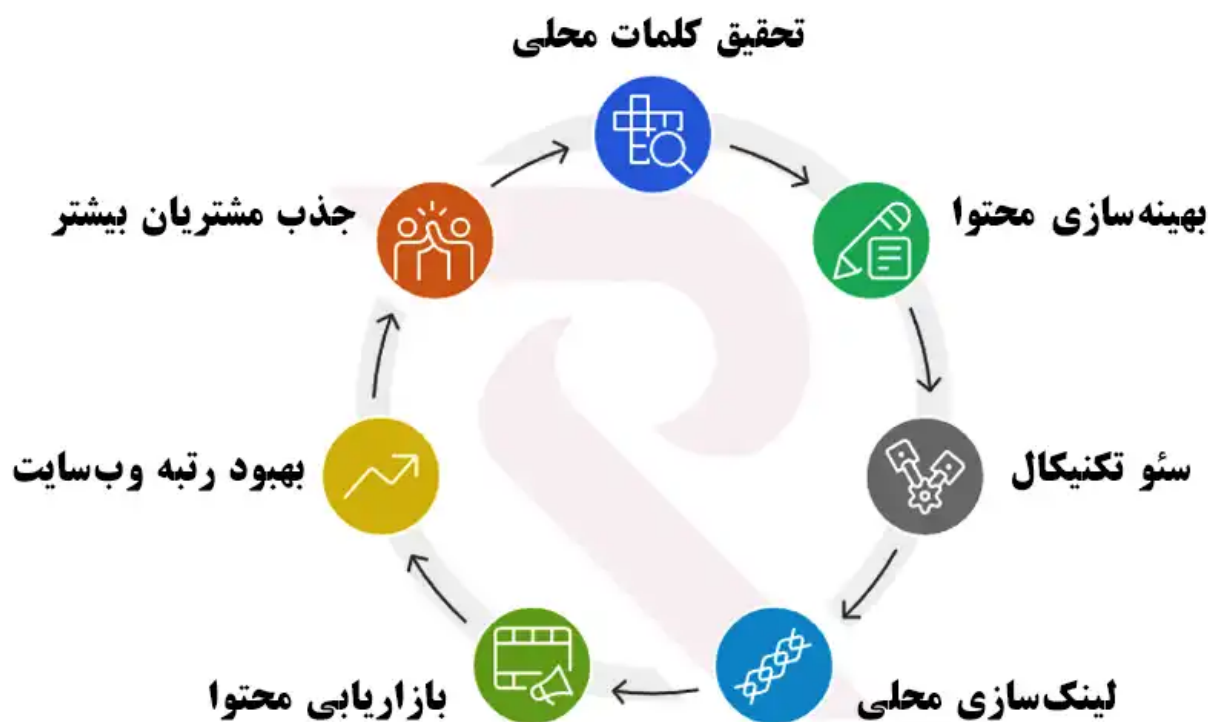 تحقیق کلمات محلی
بهینه‌سازی محتوا
سئو تکنیکال
لینک‌سازی محلی
بازاریابی محتوا
بهبود رتبه وب‌سایت
جذب مشتریان بیشتر